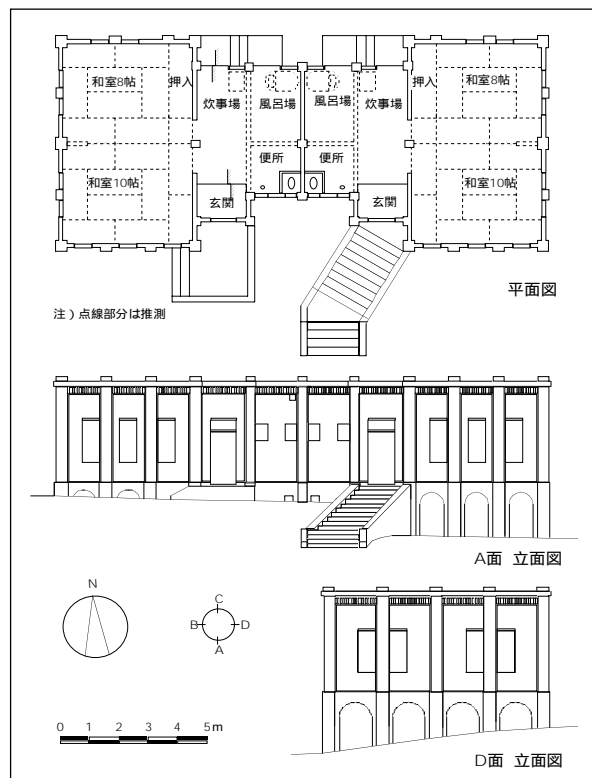 和室8帖 押入 炊事場 風呂場 風呂場 炊事場 押入 和室8帖
便所 便所
和室10帖 玄関 玄関 和室10帖
平面図
注）点線部分は推測
A面 立面図
N
C
B D
A
0 1 2 3 4 5m
D面 立面図